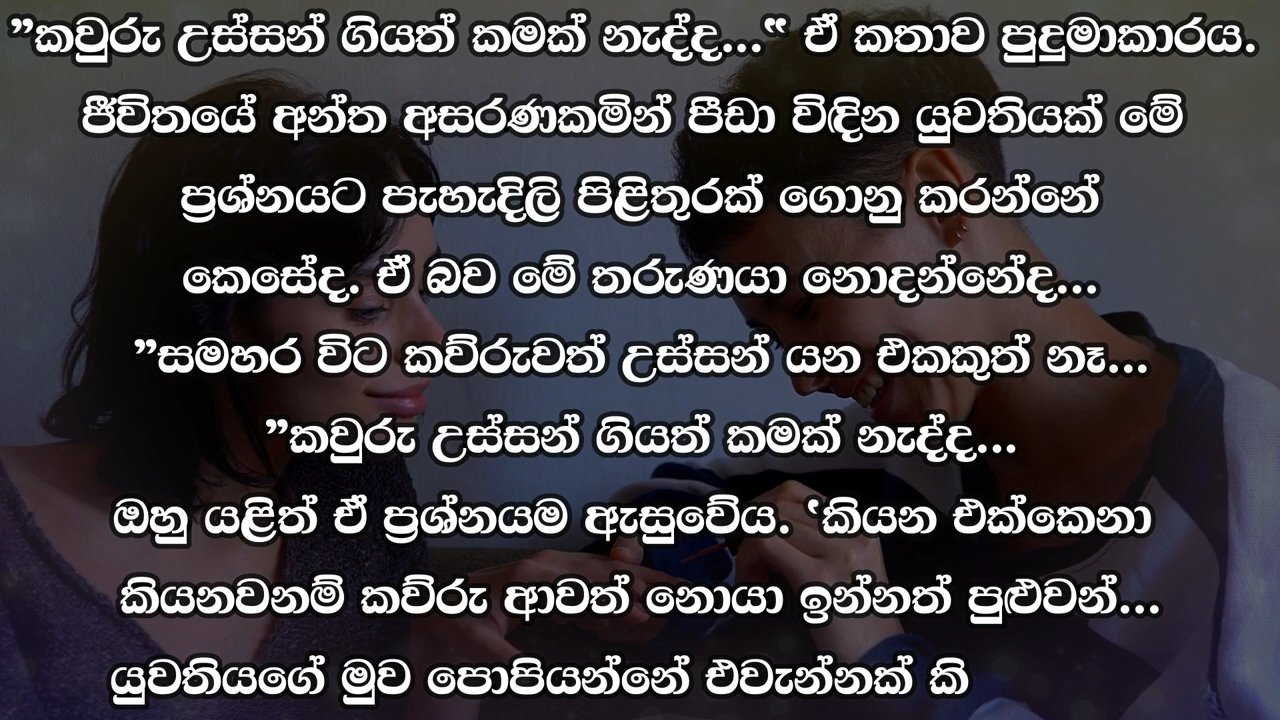 ”කවුරු උස්සන් ගියත් කමක් නැද්ද...“ ඒ කතාව පුදුමාකාරය.
ජීවිතයේ අන්ත අසරණකමින් පීඩා විඳින යුවතියක් මේ
ප්‍රශ්නයට පැහැදිලි පිළිතුරක් ගොනු කරන්නේ
කෙසේද. ඒ බව මේ තරුණයා නොදන්නේද...
”සමහර විට කව්රුවත් උස්සන් යන එකකුත් නෑ...
”කවුරු උස්සන් ගියත් කමක් නැද්ද...
ඔහු යළිත් ඒ ප්‍රශ්නයම ඇසුවේය. ‛කියන එක්කෙනා
කියනවනම් කව්රු ආවත් නොයා ඉන්නත් පුළුවන්...
යුවතියගේ මුව පොපියන්නේ එවැන්නක් කි